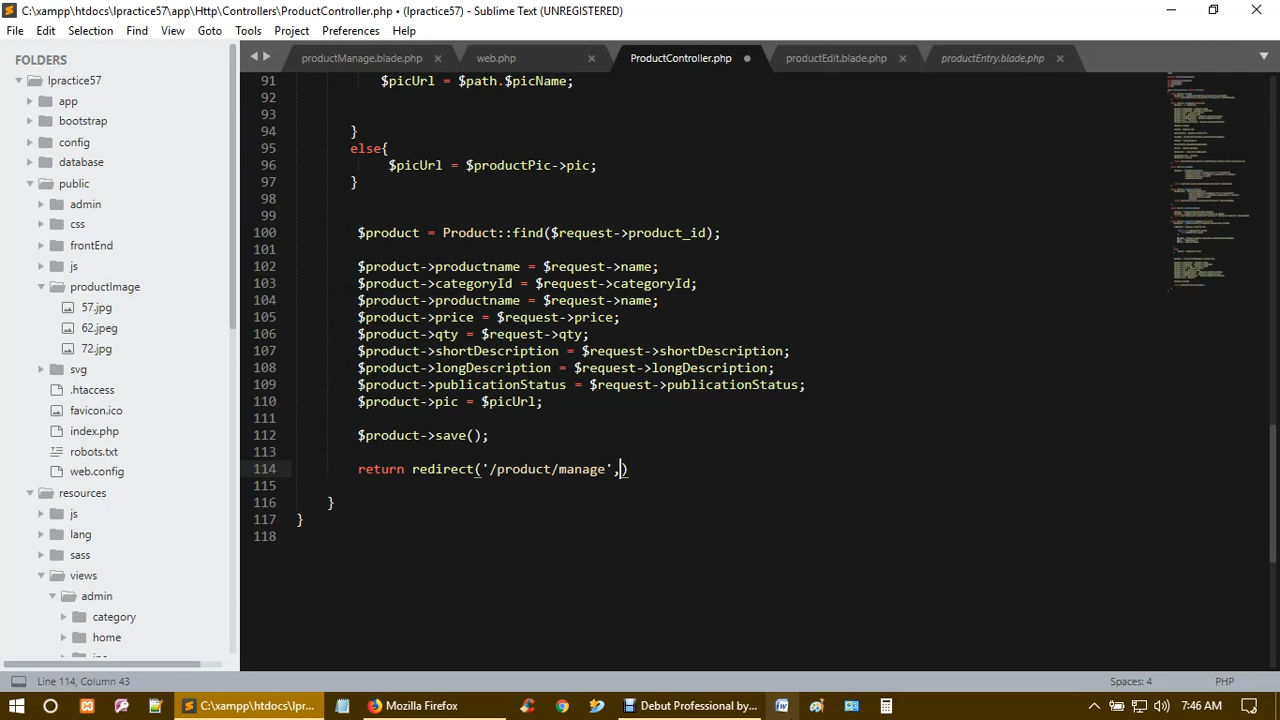 C:\xampp\htdocs\lpractice57\app\Http\Controllers\ProductController.php • (lpractice57) - Sublime Text (UNREGISTERED)
File Edit Selection Find View Goto Tools Project Preferences Help
FOLDERS
productManage.blade.php web.php ProductController.php productEdit.blade.php productEntry.blade.php
lpractice57
app
bootstrap
config
database
public
admin
css
frontEnd
js
productImage
57.jpg
62.jpeg
72.jpg
svg
.htaccess
favicon.ico
index.php
robots.txt
web.config
resources
js
lang
sass
views
admin
category
home
91 $picUrl = $path.$picName;
92
93
94 }
95 else{
96 $picUrl = $productPic->pic;
97 }
98
99
100 $product = Product::find($request->product_id);
101
102 $product->productname = $request->name;
103 $product->categoryId = $request->categoryId;
104 $product->productname = $request->name;
105 $product->price = $request->price;
106 $product->qty = $request->qty;
107 $product->shortDescription = $request->shortDescription;
108 $product->longDescription = $request->longDescription;
109 $product->publicationStatus = $request->publicationStatus;
110 $product->pic = $picUrl;
111
112 $product->save();
113
114 return redirect('/product/manage',)
115
116 }
117 }
118
Line 114, Column 43 Spaces: 4 PHP
C:\xampp\htdocs\lpr... Mozilla Firefox Debut Professional by... 7:46 AM